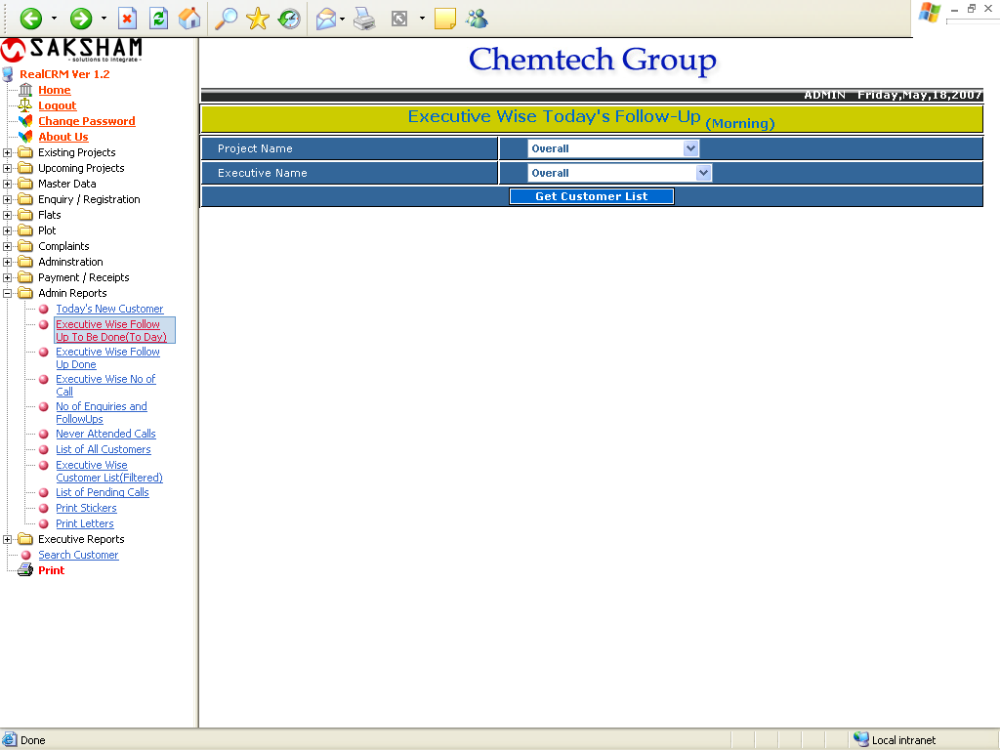 SAKSHAM
- solutions to integrate -
RealCRM Ver 1.2
Home
Logout
Change Password
About Us
Existing Projects
Upcoming Projects
Master Data
Enquiry / Registration
Flats
Plot
Complaints
Adminstration
Payment / Receipts
Admin Reports
Today's New Customer
Executive Wise Follow
Up To Be Done(To Day)
Executive Wise Follow
Up Done
Executive Wise No of
Call
No of Enquiries and
FollowUps
Never Attended Calls
List of All Customers
Executive Wise
Customer List(Filtered)
List of Pending Calls
Print Stickers
Print Letters
Executive Reports
Search Customer
Print
Chemtech Group
ADMIN Friday,May,18,2007
Executive Wise Today's Follow-Up (Morning)
Project Name Overall
Executive Name Overall
Get Customer List
Done
Local intranet